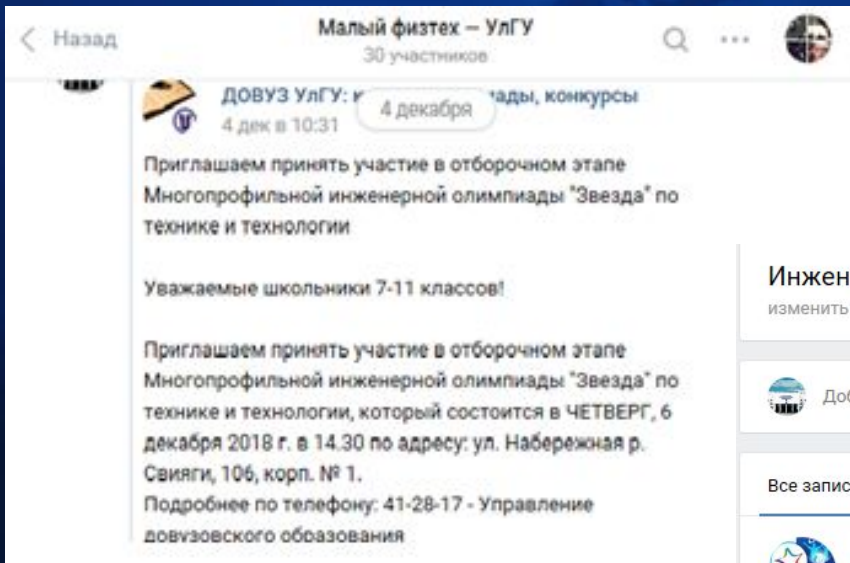 Назад
Малый физтех — УлГУ
30 участников
ДОВУЗ УлГУ: конкурсы
4 декабря
4 дек в 10:31
Приглашаем принять участие в отборочном этапе
Многопрофильной инженерной олимпиады "Звезда" по
технике и технологии
Уважаемые школьники 7-11 классов!
Приглашаем принять участие в отборочном этапе
Многопрофильной инженерной олимпиады "Звезда" по
технике и технологии, который состоится в ЧЕТВЕРГ, 6
декабря 2018 г. в 14.30 по адресу: ул. Набережная р.
Свияги, 106, корп. № 1.
Подробнее по телефону: 41-28-17 - Управление
довузовского образования
Инжен
изменить
Доб
Все запис